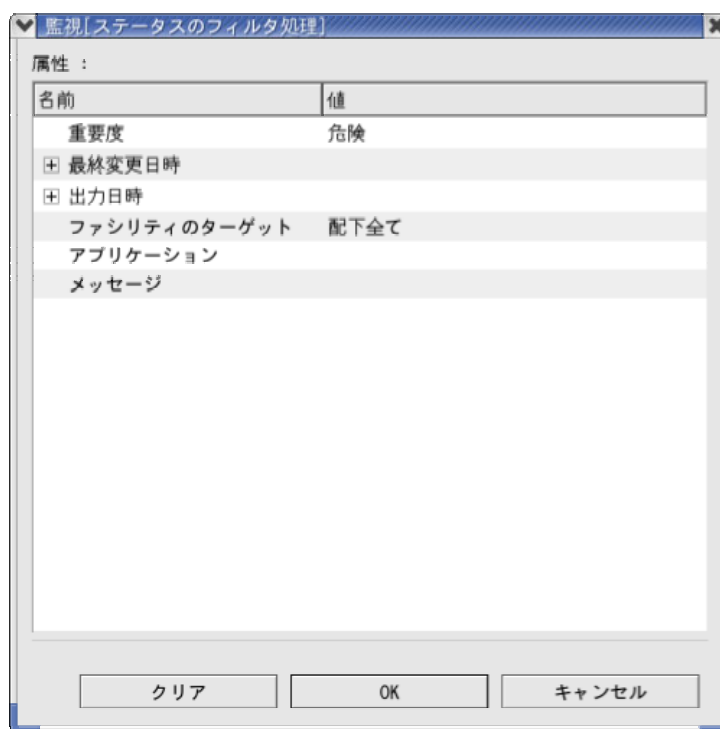 監視[ステータスのフィルタ処理]
属性 :
名前 値
重要度 危険
最終変更日時
出力日時
ファシリティのターゲット 配下全て
アプリケーション
メッセージ
クリア OK キャンセル